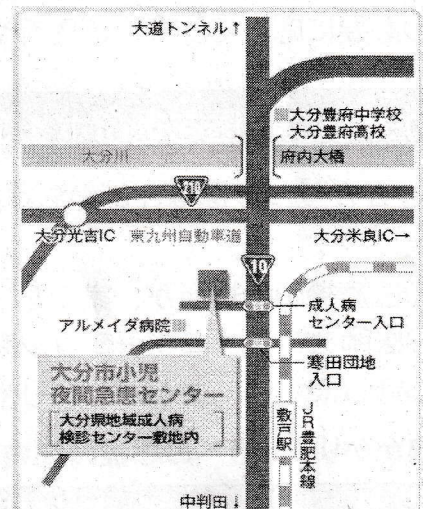 大道トンネル↑
大分豊府中学校
大分豊府高校
大分川
府内大橋
210
大分光吉IC
東九州自動車道
大分米良IC→
10
成人病
センター入口
アルメイダ病院
寒田団地
入口
大分市小児
夜間急患センター
大分県地域成人病
検診センター敷地内
敷戸駅
JR豊肥本線
中判田↓